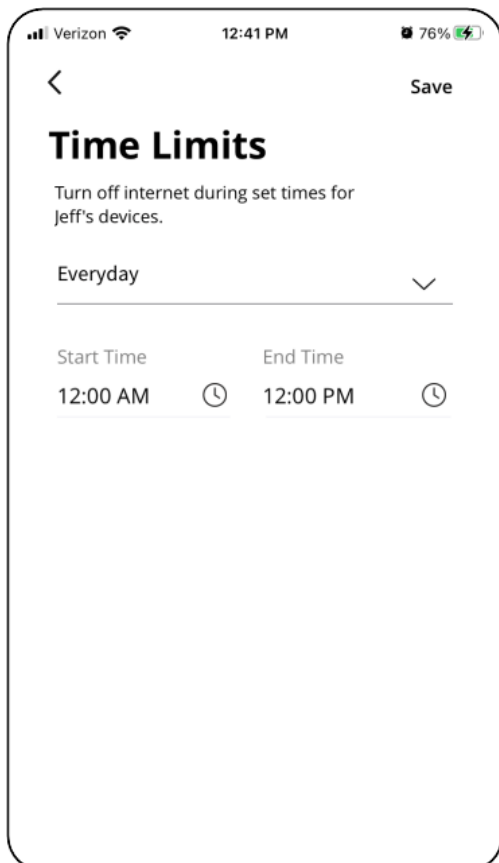 Verizon 12:41 PM 76%
Save
Time Limits
Turn off internet during set times for
Jeff's devices.
Everyday
Start Time End Time
12:00 AM 12:00 PM